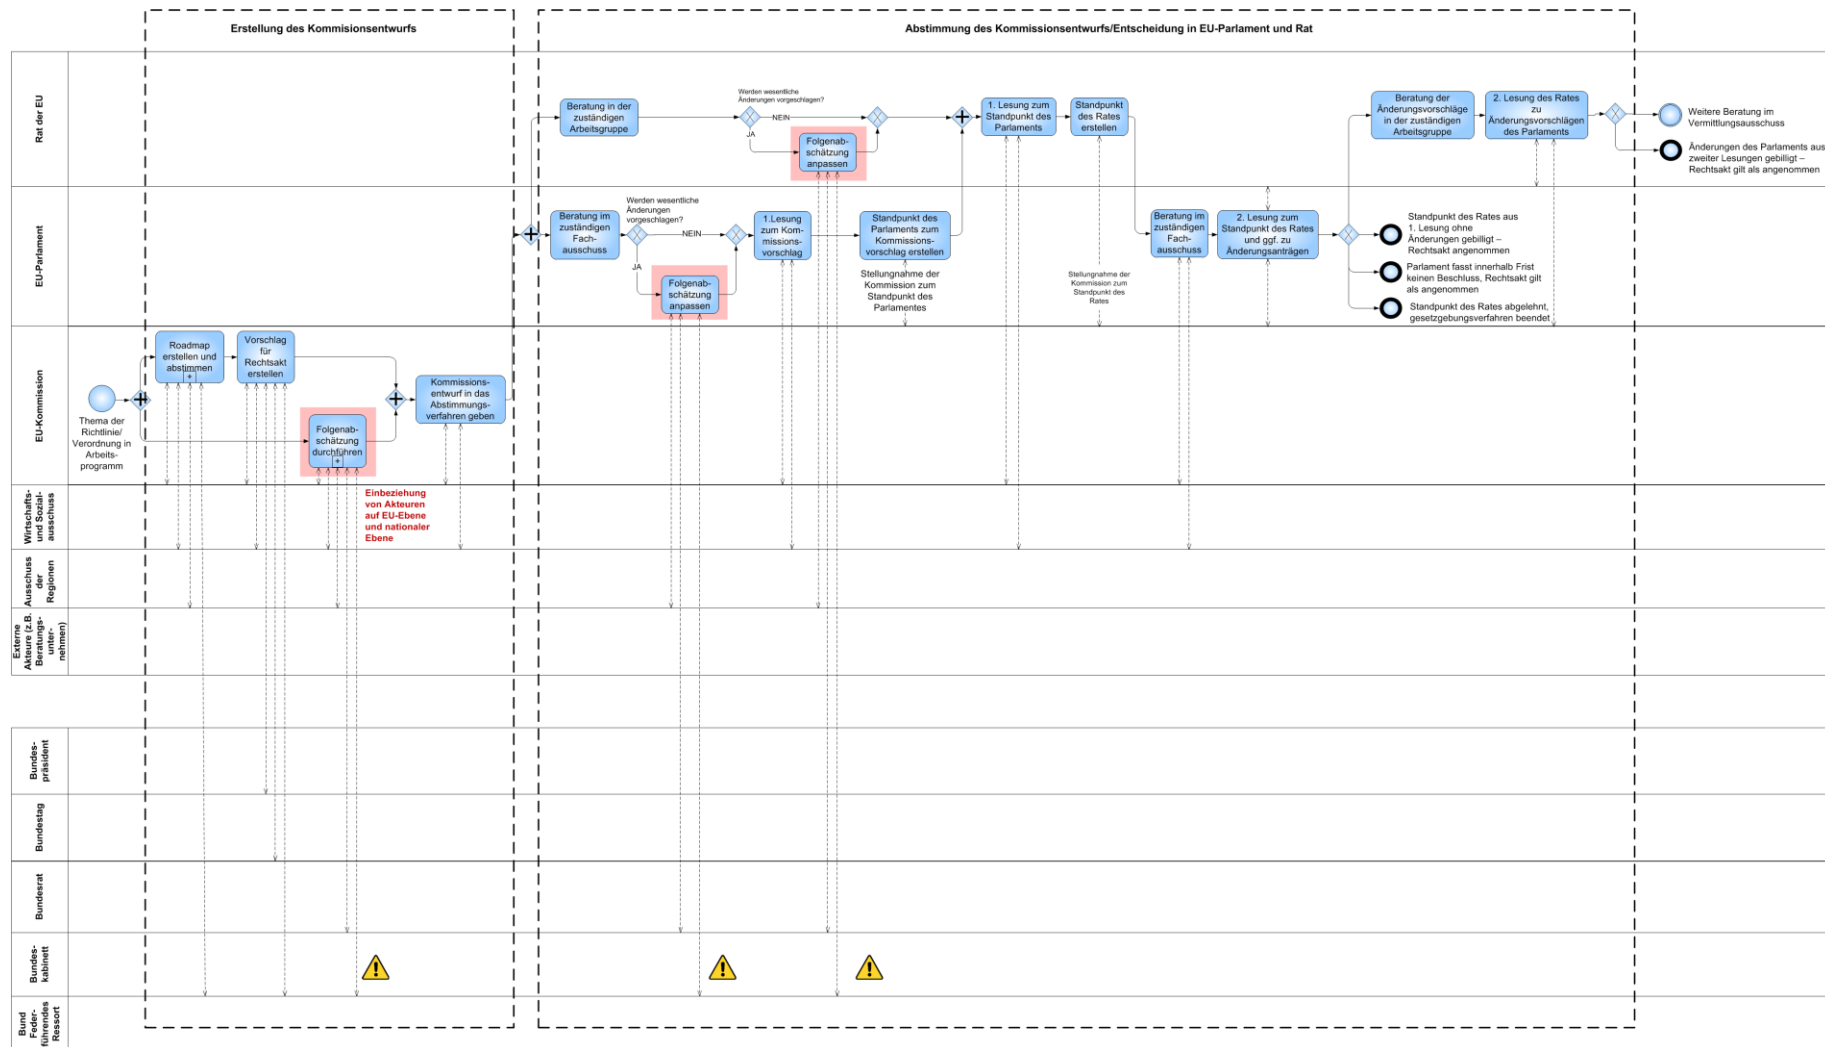 Erstellung des Kommisionsentwurfs
Abstimmung des Kommissionsentwurfs/Entscheidung in EU-Parlament und Rat
Rat der EU
Beratung in der
zuständigen
Arbeitsgruppe
Werden wesentliche
Änderungen vorgeschlagen?
NEIN
JA
Folgenab-
schätzung
anpassen
1. Lesung zum
Standpunkt des
Parlaments
Standpunkt
des Rates
erstellen
Beratung der
Änderungsvorschläge
in der zuständigen
Arbeitsgruppe
2. Lesung des Rates
zu
Änderungsvorschlägen
des Parlaments
Weitere Beratung im
Vermittlungsausschuss
Änderungen des Parlaments aus
zweiter Lesungen gebilligt –
Rechtsakt gilt als angenommen
EU-Parlament
Beratung im
zuständigen
Fach-
ausschuss
Werden wesentliche
Änderungen
vorgeschlagen?
NEIN
JA
Folgenab-
schätzung
anpassen
1.Lesung
zum Kom-
missions-
vorschlag
Standpunkt des
Parlaments zum
Kommissions-
vorschlag erstellen
Stellungnahme der
Kommission zum
Standpunkt des
Parlamentes
Stellungnahme der
Kommission zum
Standpunkt des
Rates
Beratung im
zuständigen
Fach-
ausschuss
2. Lesung zum
Standpunkt des Rates
und ggf. zu
Änderungsanträgen
Standpunkt des Rates aus
1. Lesung ohne
Änderungen gebilligt –
Rechtsakt angenommen
Parlament fasst innerhalb Frist
keinen Beschluss, Rechtsakt gilt
als angenommen
Standpunkt des Rates abgelehnt,
gesetzgebungsverfahren beendet
EU-Kommission
Thema der
Richtlinie/
Verordnung in
Arbeits-
programm
Roadmap
erstellen und
abstimmen
Vorschlag
für
Rechtsakt
erstellen
Folgenab-
schätzung
durchführen
Kommissions-
entwurf in das
Abstimmungs-
verfahren geben
Wirtschafts-
und Sozial-
ausschuss
Einbeziehung
von Akteuren
auf EU-Ebene
und nationaler
Ebene
Ausschuss
der
Regionen
Externe
Akteure (z.B.
Beratungs-
unter-
nehmen)
Bundes-
präsident
Bundestag
Bundesrat
Bundes-
kabinett
Bund
Feder-
führendes
Ressort